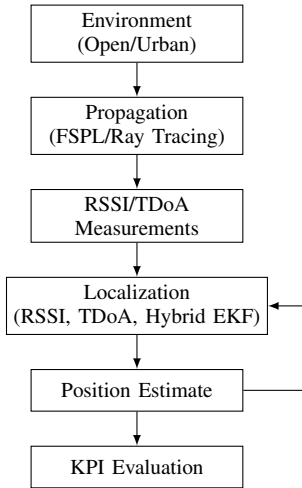 Environment
(Open/Urban)
Propagation
(FSPL/Ray Tracing)
RSSI/TDoA
Measurements
Localization
(RSSI, TDoA, Hybrid EKF)
Position Estimate
KPI Evaluation